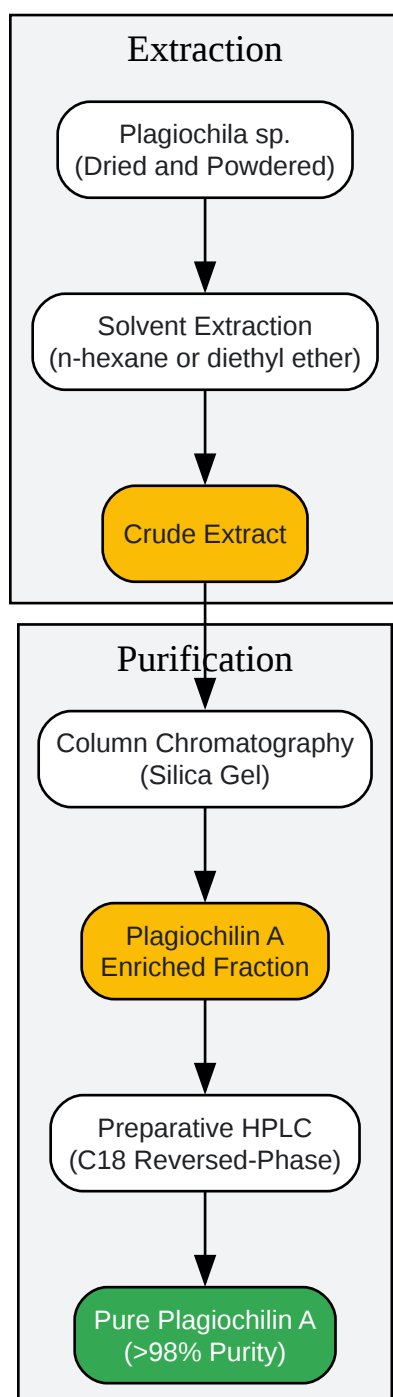 Extraction
Plagiochila sp.
(Dried and Powdered)
Solvent Extraction
(n-hexane or diethyl ether)
Crude Extract
Purification
Column Chromatography
(Silica Gel)
Plagiochilin A
Enriched Fraction
Preparative HPLC
(C18 Reversed-Phase)
Pure Plagiochilin A
(>98% Purity)